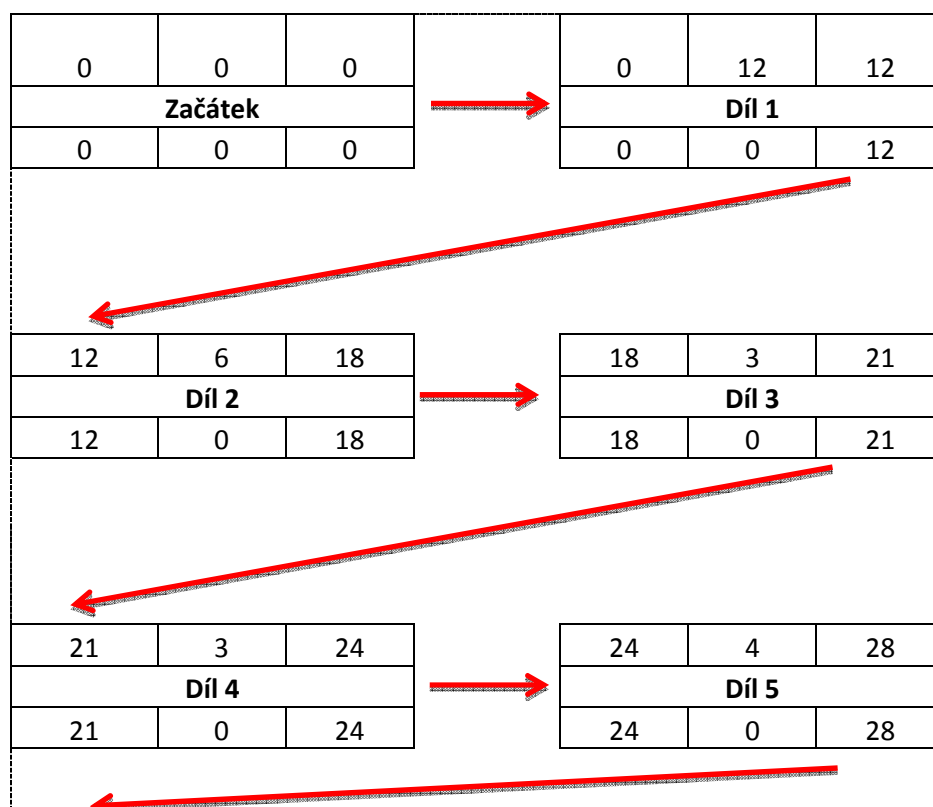 0 0 0
Začátek
0 0 0
0 12 12
Díl 1
0 0 12
12 6 18
Díl 2
12 0 18
18 3 21
Díl 3
18 0 21
21 3 24
Díl 4
21 0 24
24 4 28
Díl 5
24 0 28